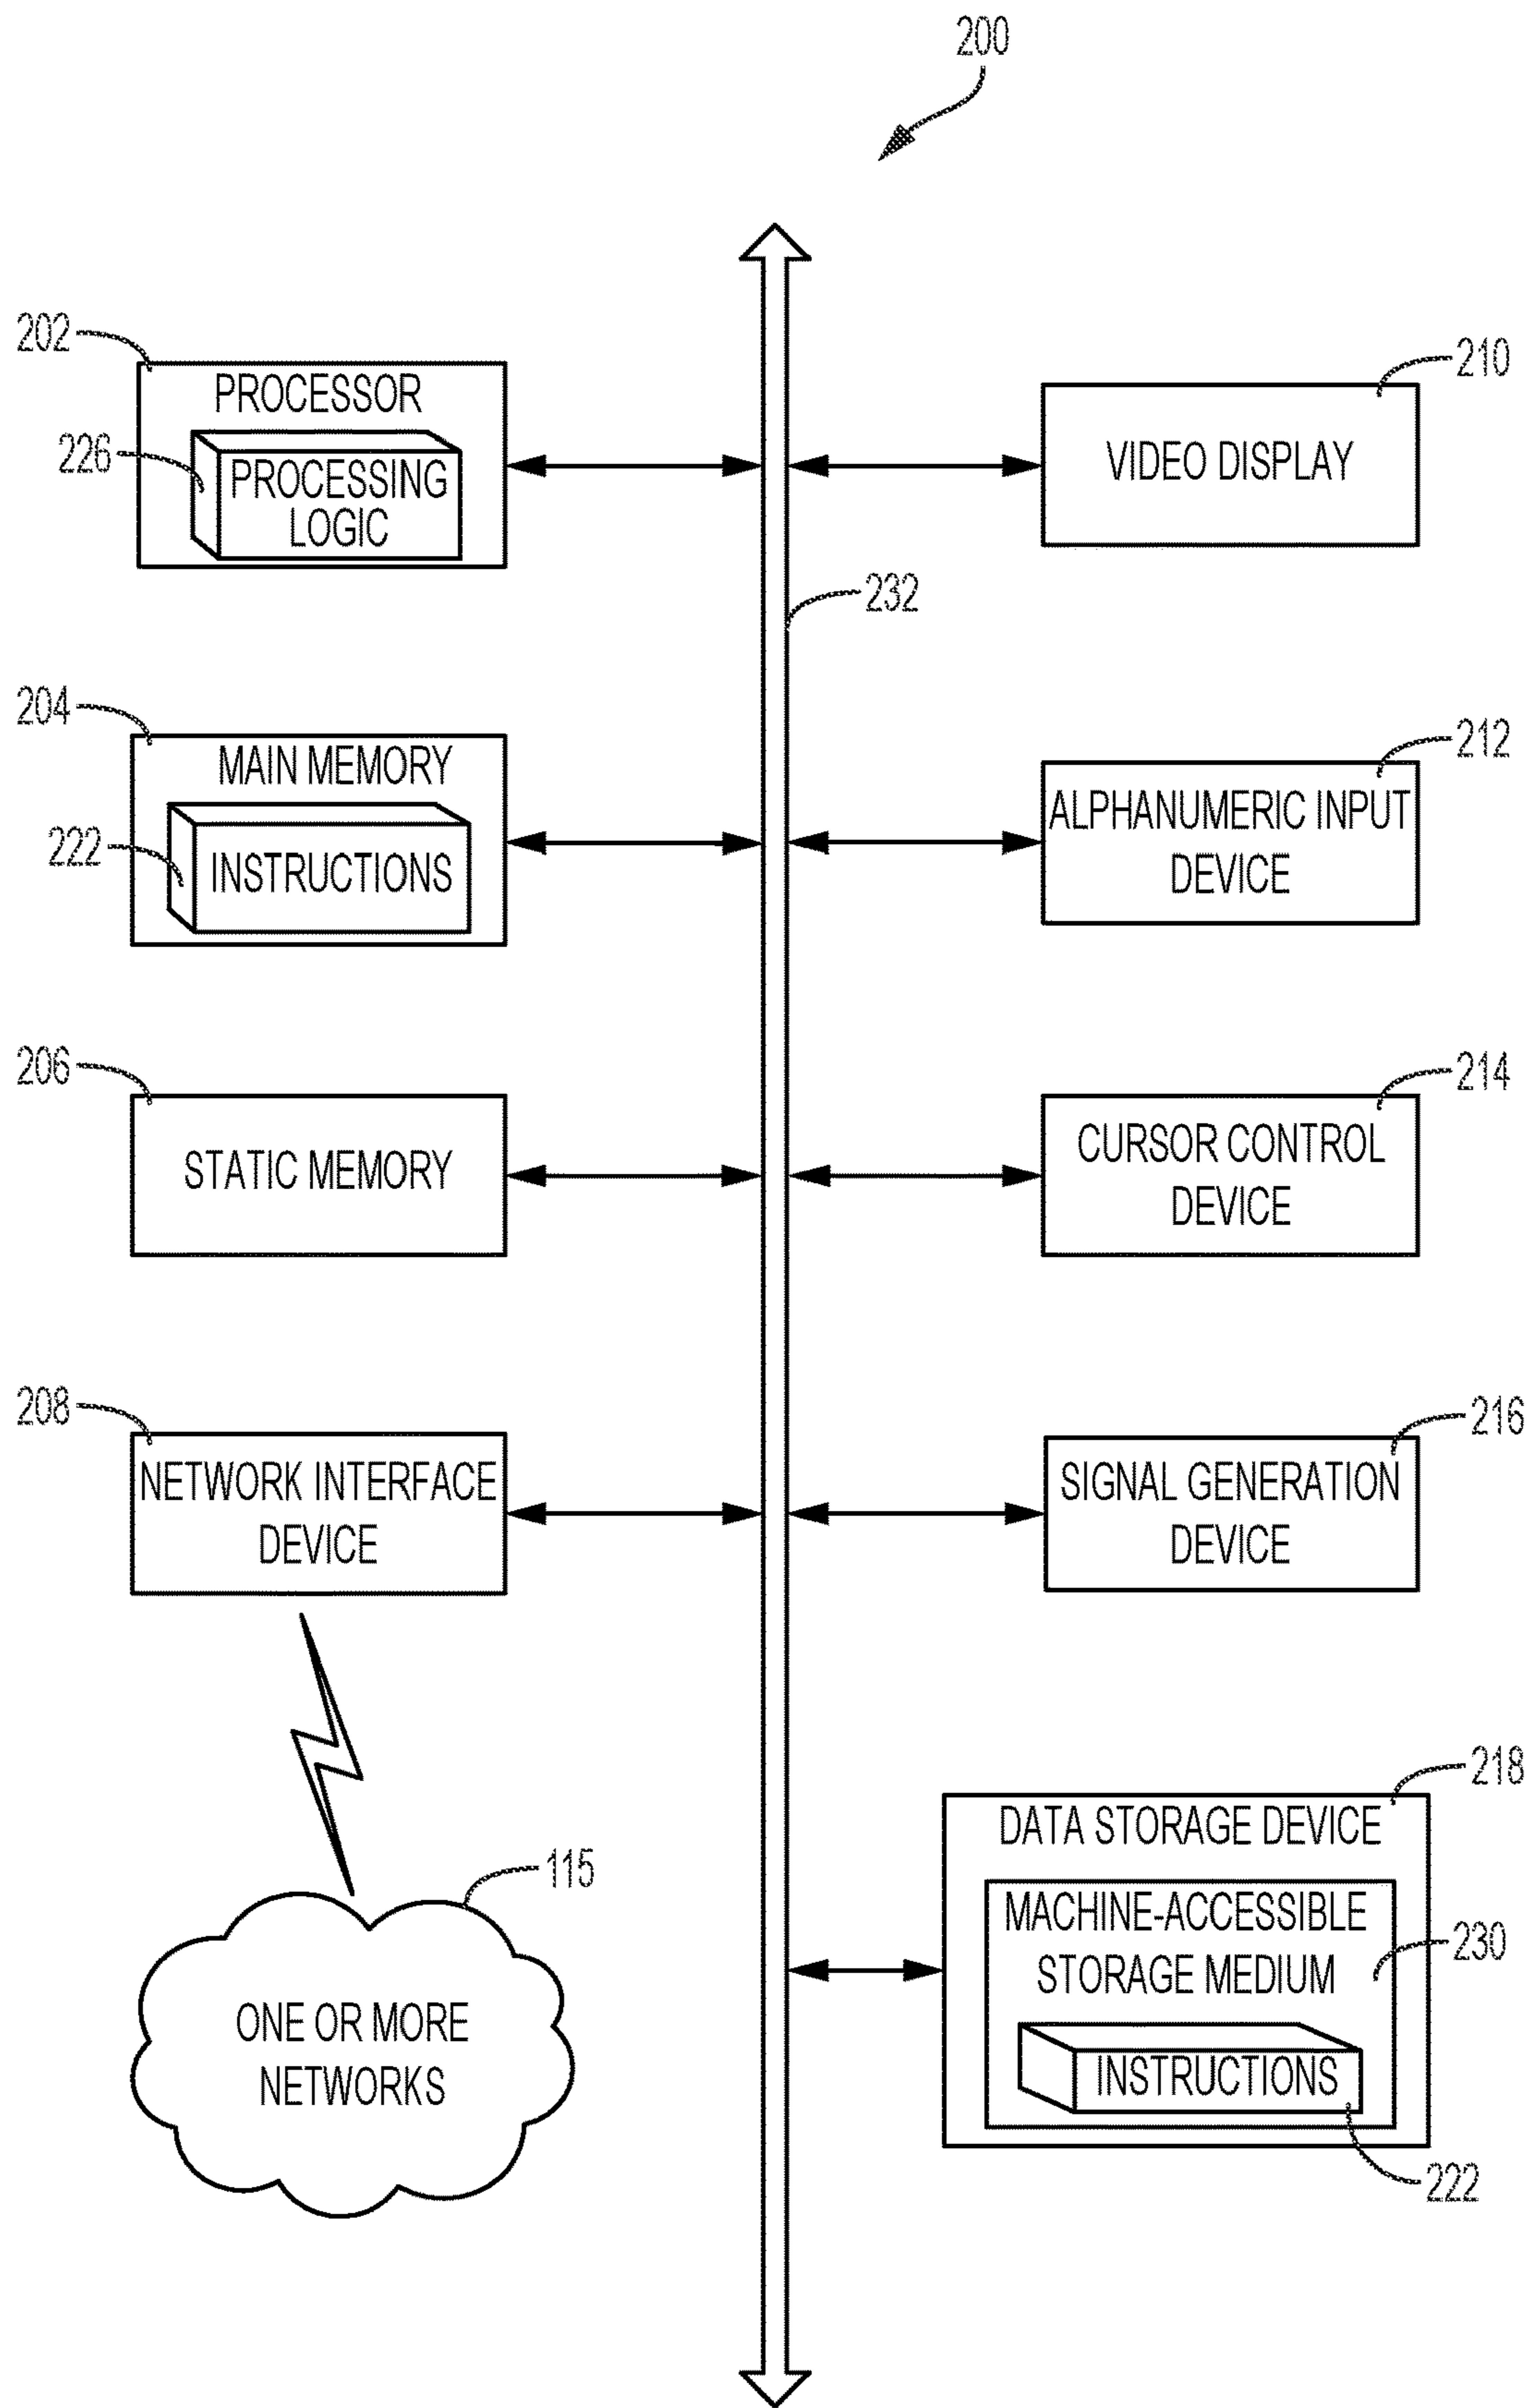 200
202
PROCESSOR
226
PROCESSING
LOGIC
210
VIDEO DISPLAY
232
204
MAIN MEMORY
222
INSTRUCTIONS
212
ALPHANUMERIC INPUT
DEVICE
206
STATIC MEMORY
214
CURSOR CONTROL
DEVICE
208
NETWORK INTERFACE
DEVICE
216
SIGNAL GENERATION
DEVICE
115
ONE OR MORE
NETWORKS
218
DATA STORAGE DEVICE
MACHINE-ACCESSIBLE
STORAGE MEDIUM
230
INSTRUCTIONS
222